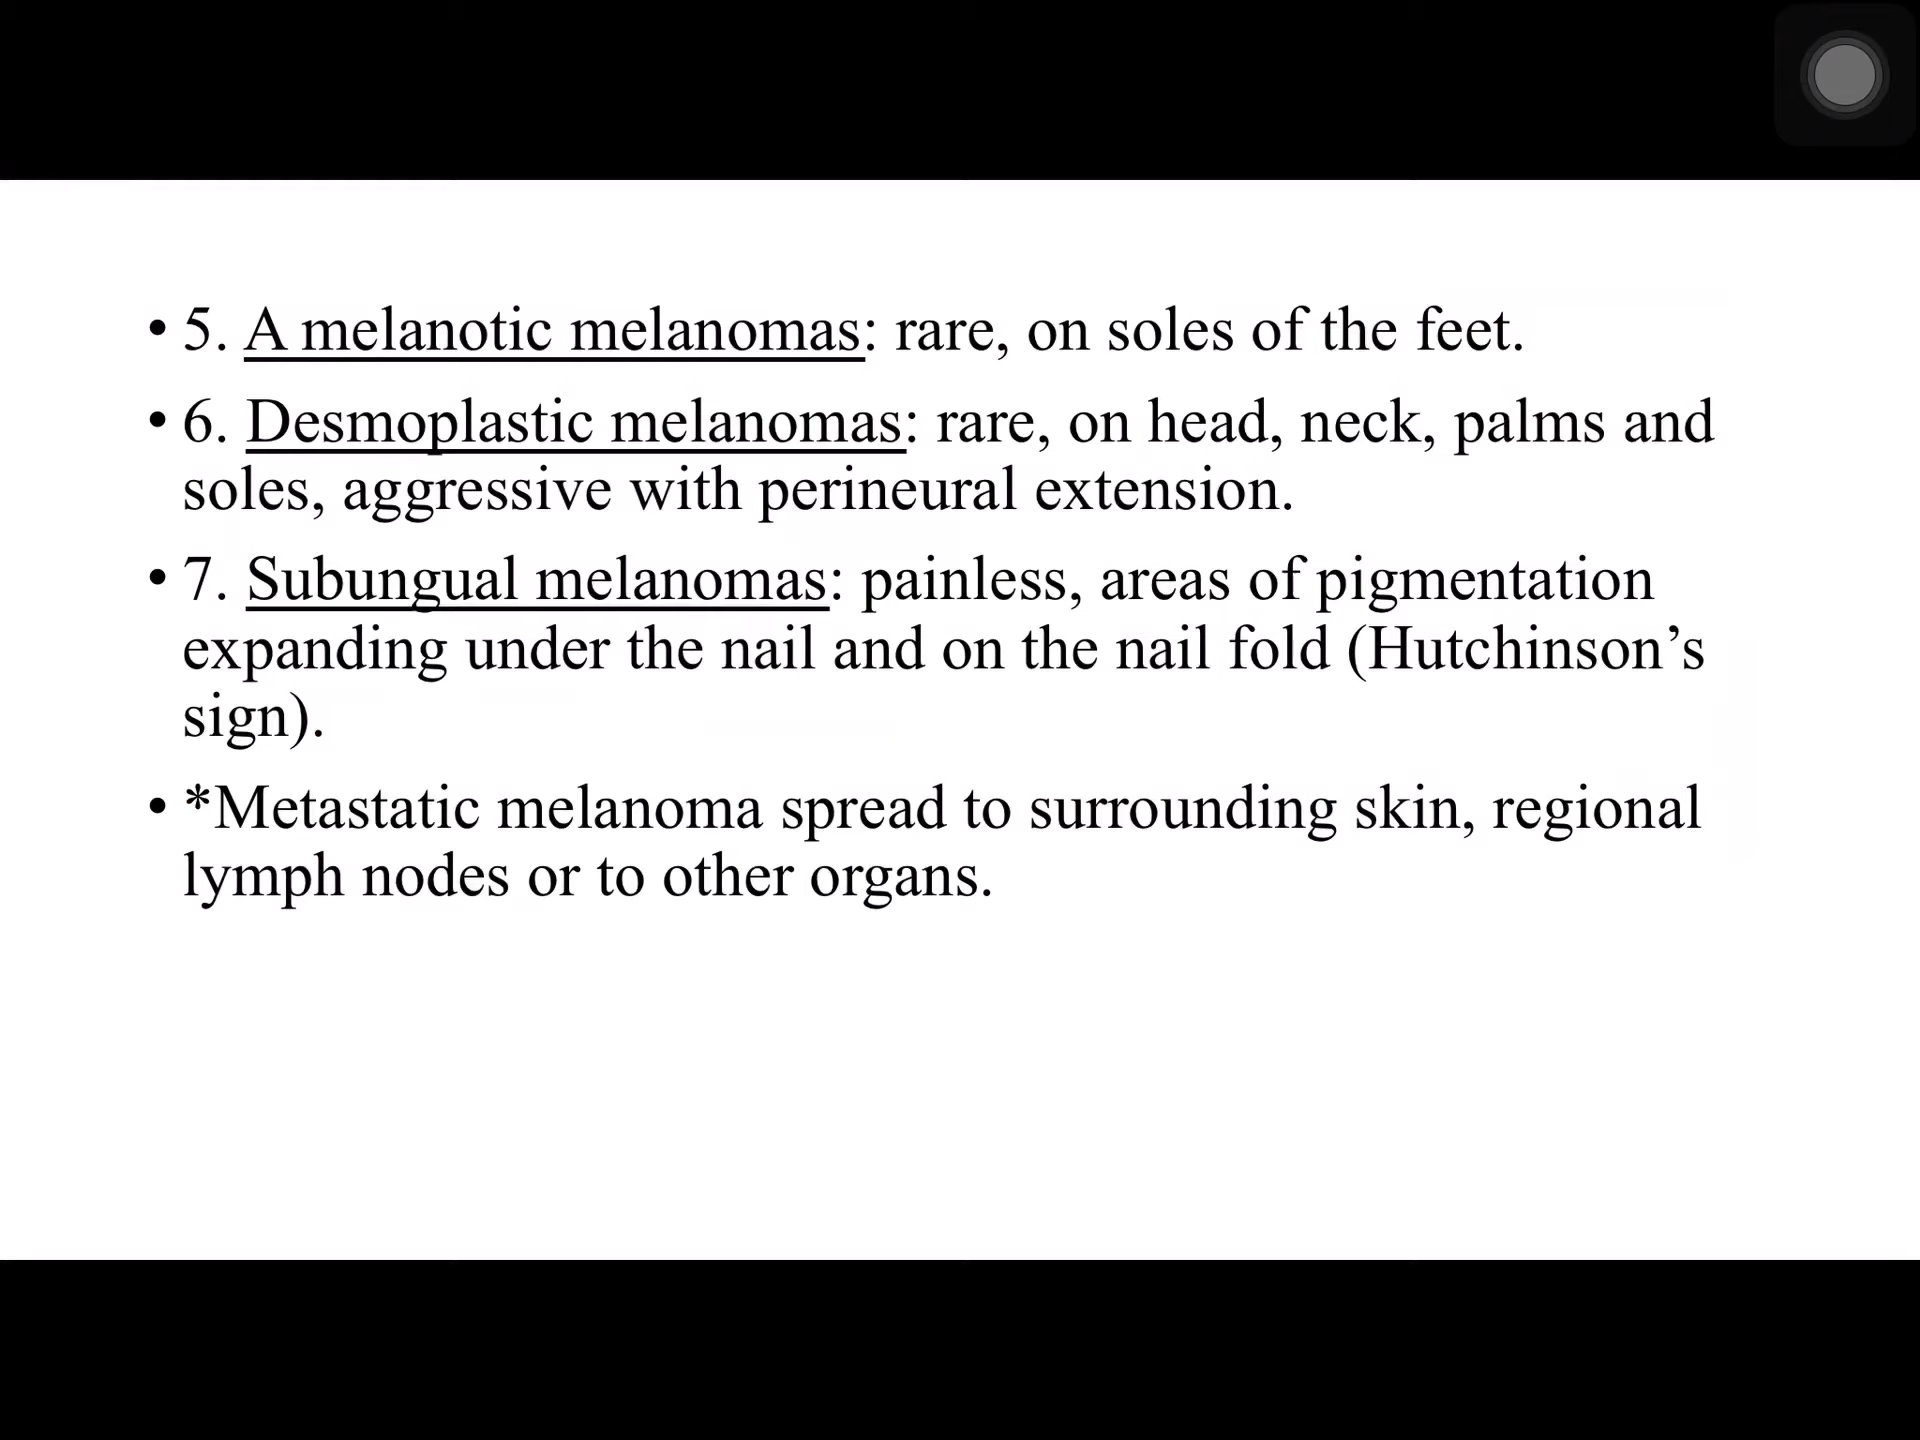 • 5. A melanotic melanomas: rare, on soles of the feet.
• 6. Desmoplastic melanomas: rare, on head, neck, palms and
soles, aggressive with perineural extension.
• 7. Subungual melanomas: painless, areas of pigmentation
expanding under the nail and on the nail fold (Hutchinson’s
sign).
• *Metastatic melanoma spread to surrounding skin, regional
lymph nodes or to other organs.